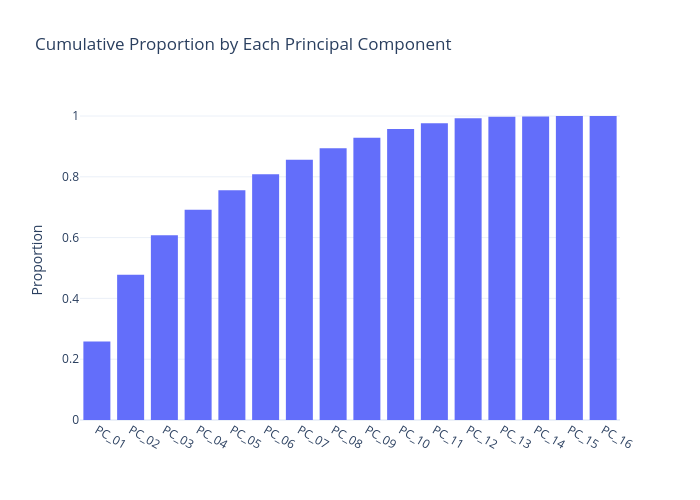 Cumulative Proportion by Each Principal Component
1
0.8
0.6
0.4
0.2
0
Proportion
PC_01
PC_02
PC_03
PC_04
PC_05
PC_06
PC_07
PC_08
PC_09
PC_10
PC_11
PC_12
PC_13
PC_14
PC_15
PC_16